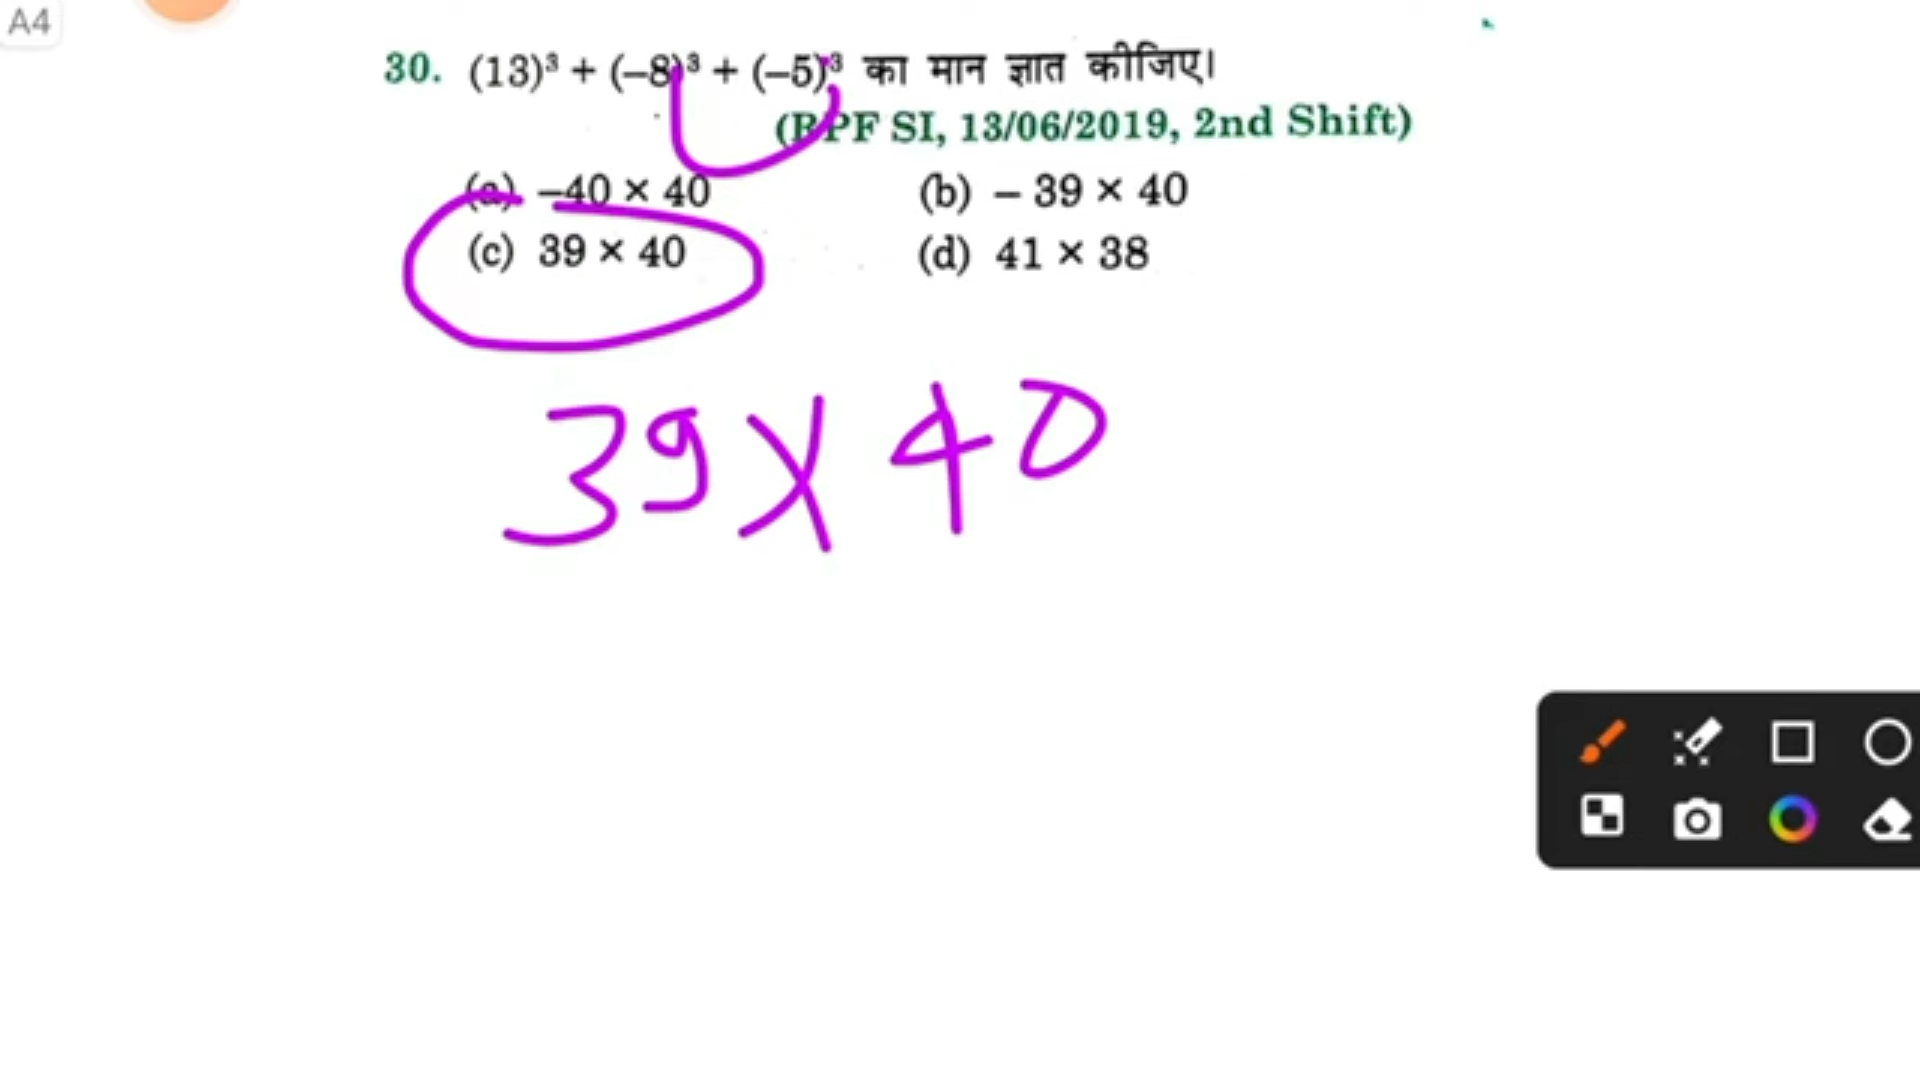 A4
30. (13)³ + (–8)³ + (–5)³ का मान ज्ञात कीजिए।
(RPF SI, 13/06/2019, 2nd Shift)
(a) –40 × 40 (b) – 39 × 40
(c) 39 × 40 (d) 41 × 38
39 X 40